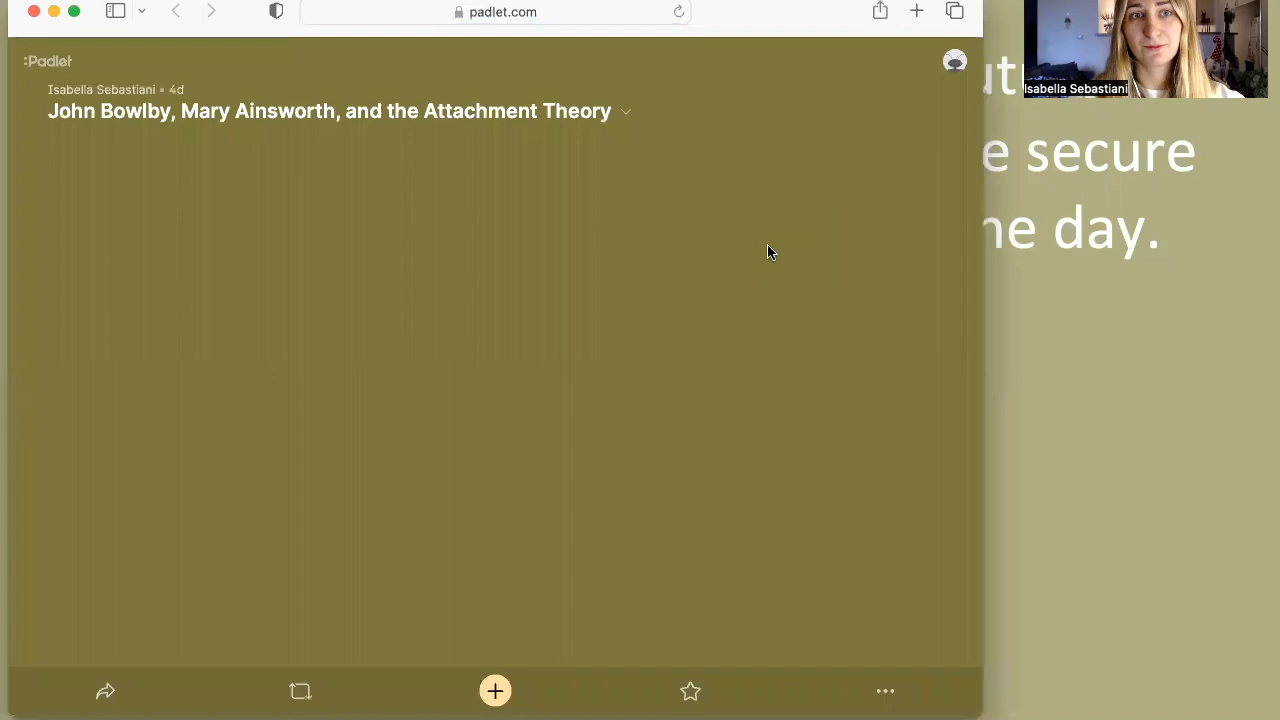 padlet.com
:Padlet
Isabella Sebastiani • 4d
John Bowlby, Mary Ainsworth, and the Attachment Theory
Isabella Sebastiani
e secure
ne day.